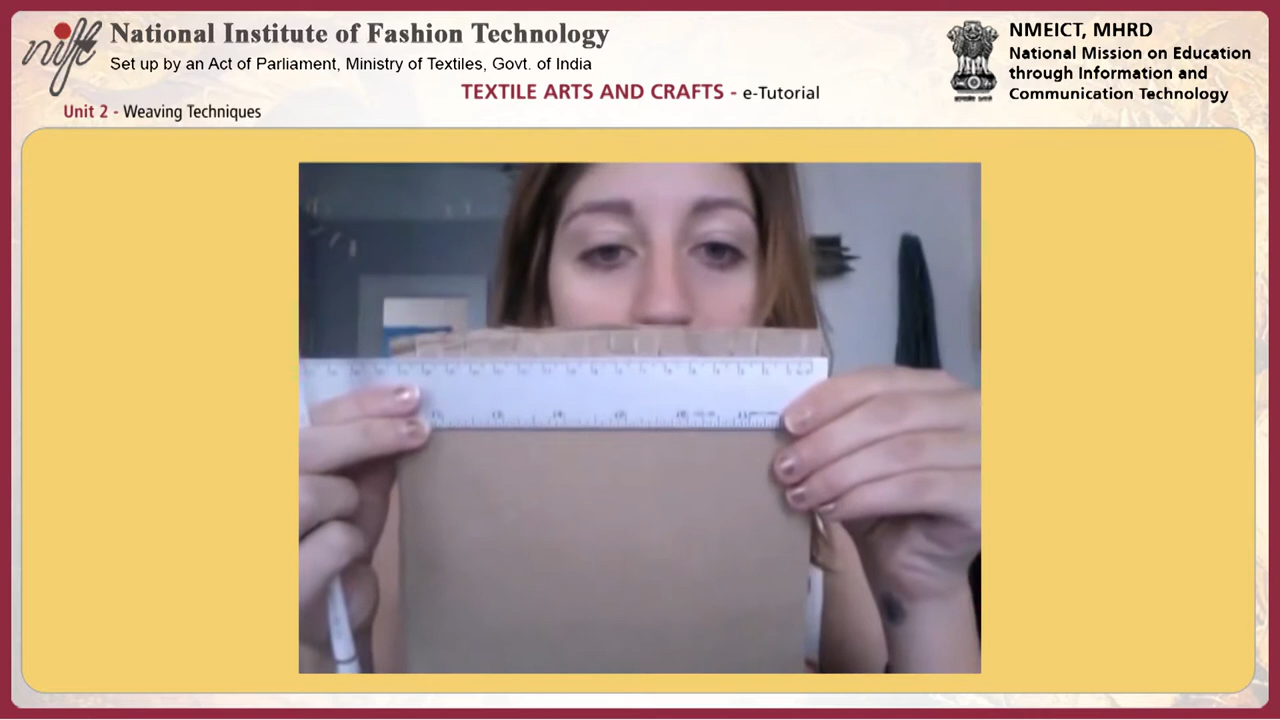 nift
National Institute of Fashion Technology
Set up by an Act of Parliament, Ministry of Textiles, Govt. of India
NMEICT, MHRD
National Mission on Education
through Information and
Communication Technology
TEXTILE ARTS AND CRAFTS - e-Tutorial
Unit 2 - Weaving Techniques